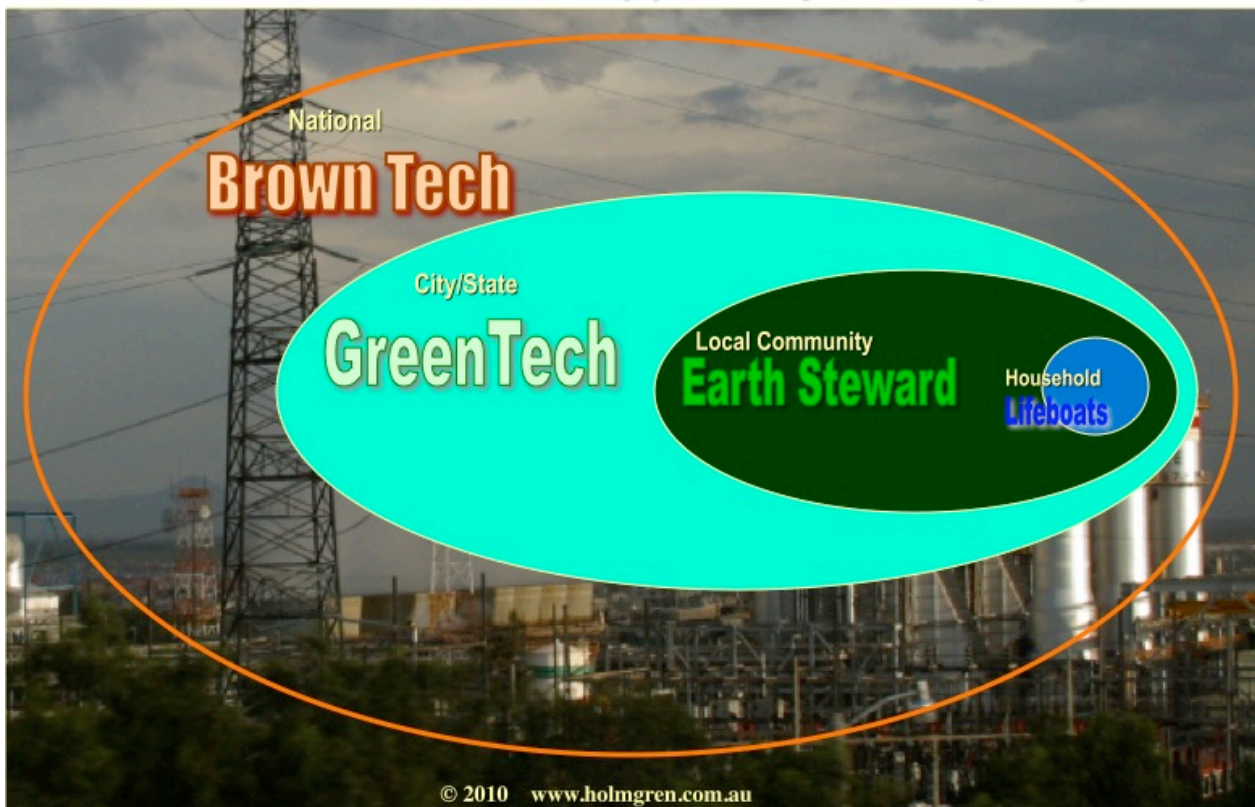 National
Brown Tech
City/State
GreenTech
Local Community
Earth Steward
Household
Lifeboats
© 2010 www.holmgren.com.au